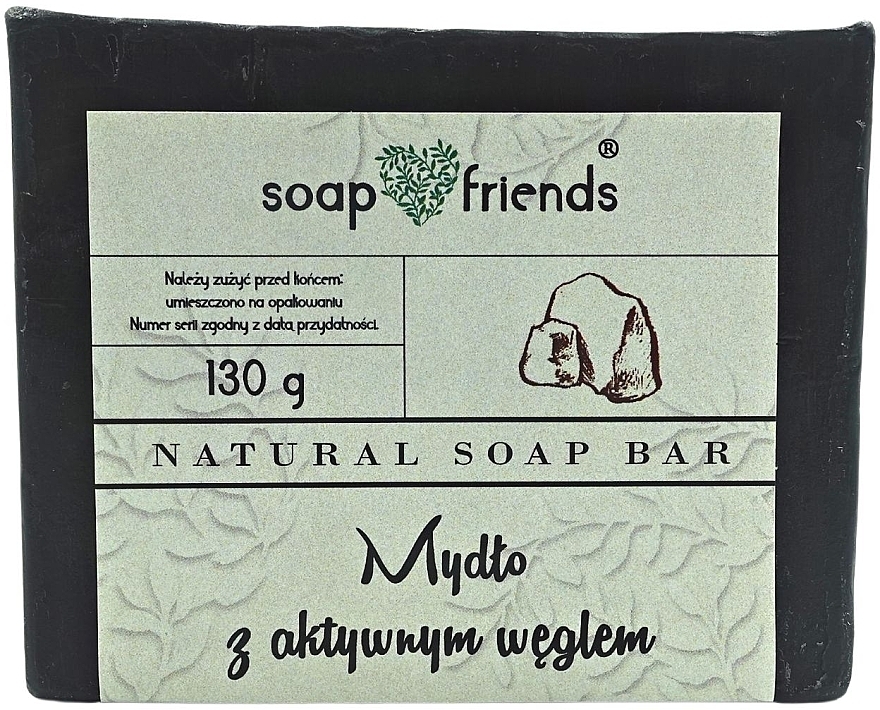 soap friends®
Należy zużyć przed końcem:
umieszczono na opakowaniu
Numer serii zgodny z datą przydatności.
130 g
NATURAL SOAP BAR
Mydło
z aktywnym węglem